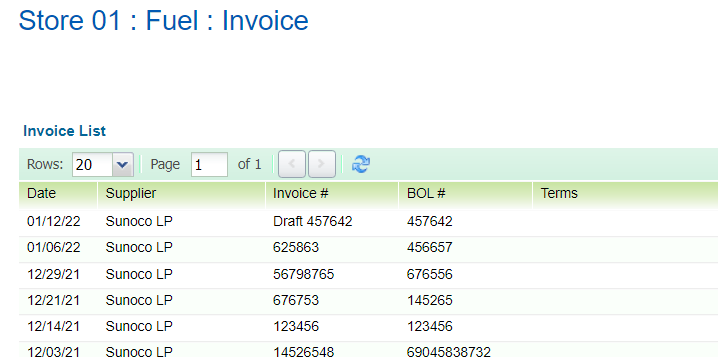 Store 01 : Fuel : Invoice
Invoice List
Rows: 20 Page 1 of 1
Date Supplier Invoice # BOL # Terms
01/12/22 Sunoco LP Draft 457642 457642
01/06/22 Sunoco LP 625863 456657
12/29/21 Sunoco LP 56798765 676556
12/21/21 Sunoco LP 676753 145265
12/14/21 Sunoco LP 123456 123456
12/03/21 Sunoco LP 14526548 69045838732